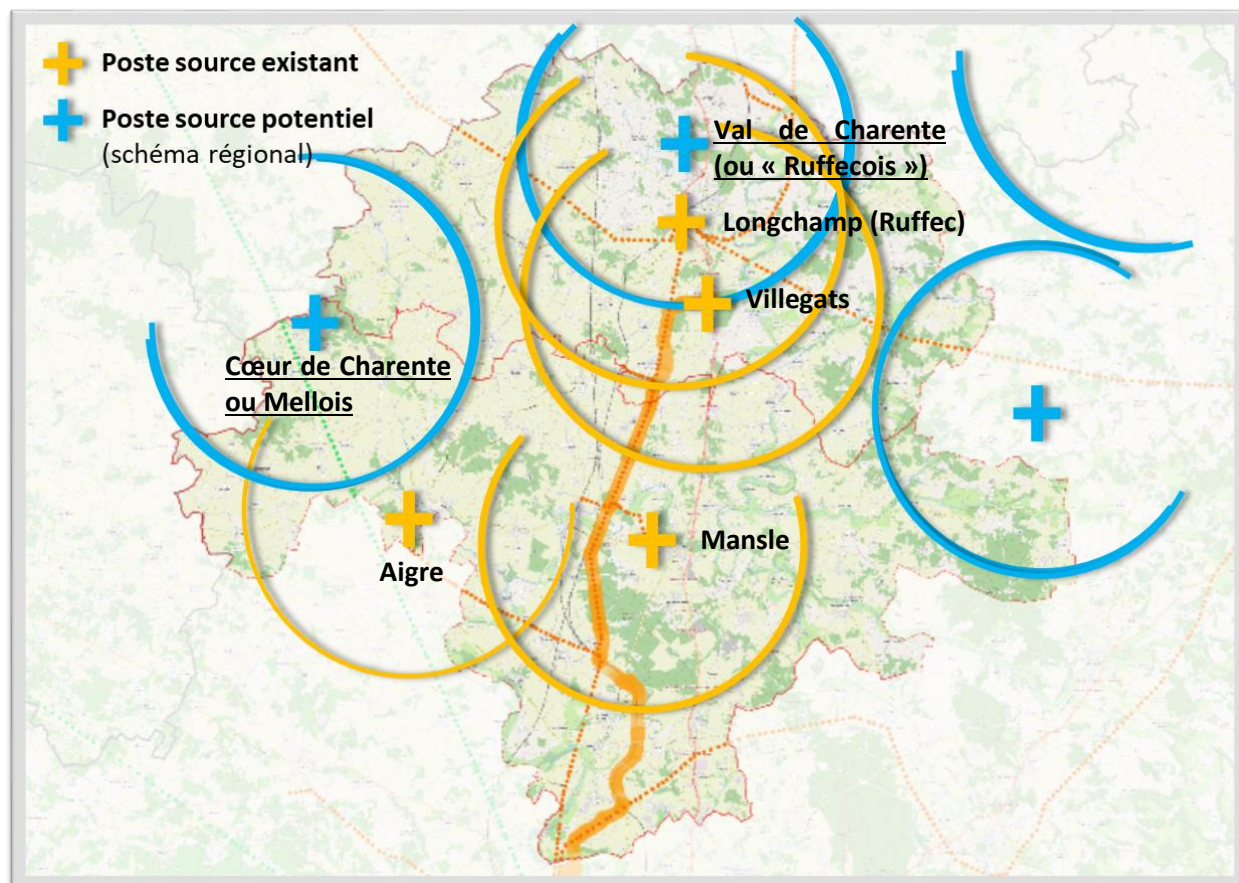 Poste source existant
Poste source potentiel
(schéma régional)
Val de Charente
(ou « Ruffecois »)
Longchamp (Ruffec)
Villegats
Cœur de Charente
ou Mellois
Mansle
Aigre